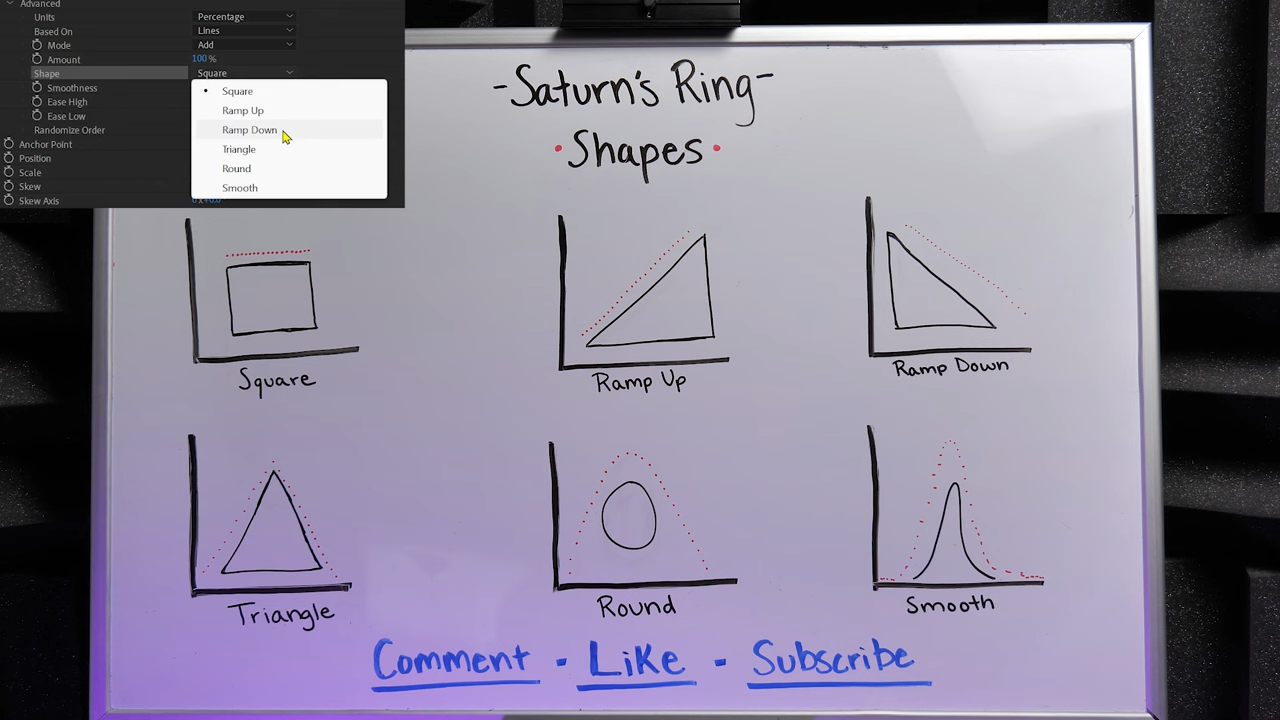 Advanced
Units Percentage
Based On Lines
Mode Add
Amount 100 %
Shape Square
Smoothness
Ease High
Ease Low
Randomize Order
Anchor Point
Position
Scale
Skew
Skew Axis
• Square
Ramp Up
Ramp Down
Triangle
Round
Smooth
-Saturn's Ring-
• Shapes •
Square
Ramp Up
Ramp Down
Triangle
Round
Smooth
Comment - Like - Subscribe